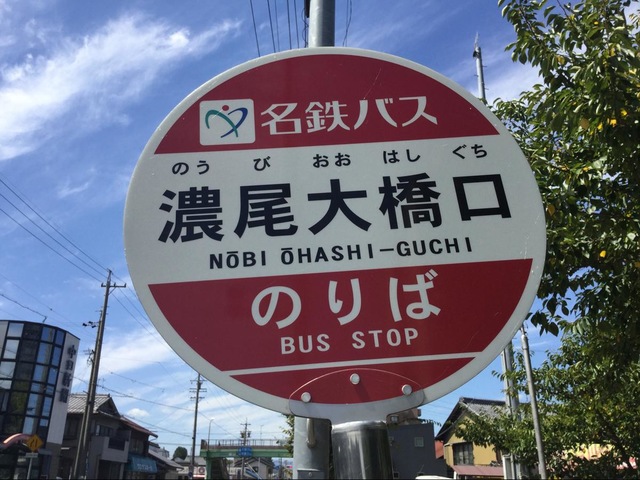 名鉄バス
のう び おお はし ぐち
濃尾大橋口
NŌBI ŌHASHI-GUCHI
のりば
BUS STOP